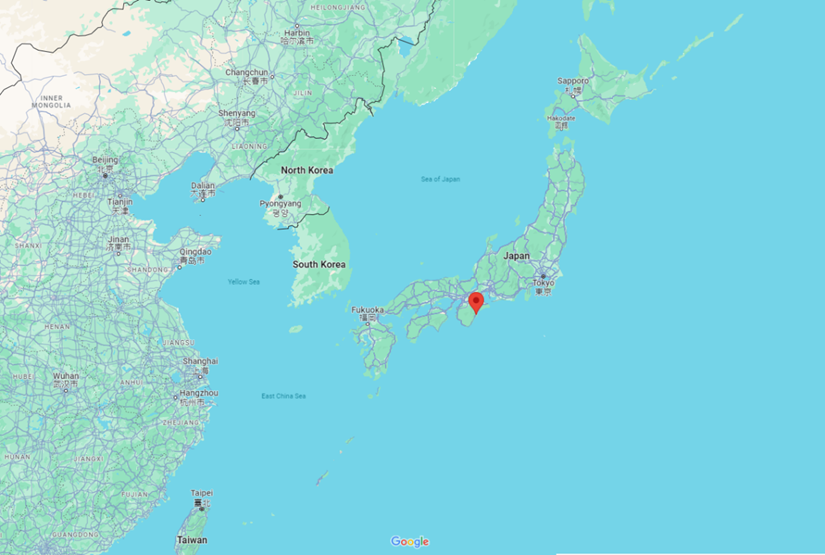 HEILONGJIANG
Harbin
哈尔滨市
Changchun
长春市
JILIN
INNER
MONGOLIA
Shenyang
沈阳市
LIAONING
Sapporo
札幌
Hakodate
函館
Beijing
北京
HEBEI
Tianjin
天津
Dalian
大连市
North Korea
Pyongyang
평양
Sea of Japan
SHANXI
Jinan
济南市
SHANDONG
Qingdao
青岛市
South Korea
Japan
Tokyo
東京
Yellow Sea
Fukuoka
福岡
HENAN
JIANGSU
Shanghai
上海
HUBEI
Wuhan
武汉市
ANHUI
Hangzhou
杭州市
East China Sea
ZHEJIANG
HUNAN
JIANGXI
FUJIAN
Taipei
臺北
GUANGDONG
Taiwan
Google